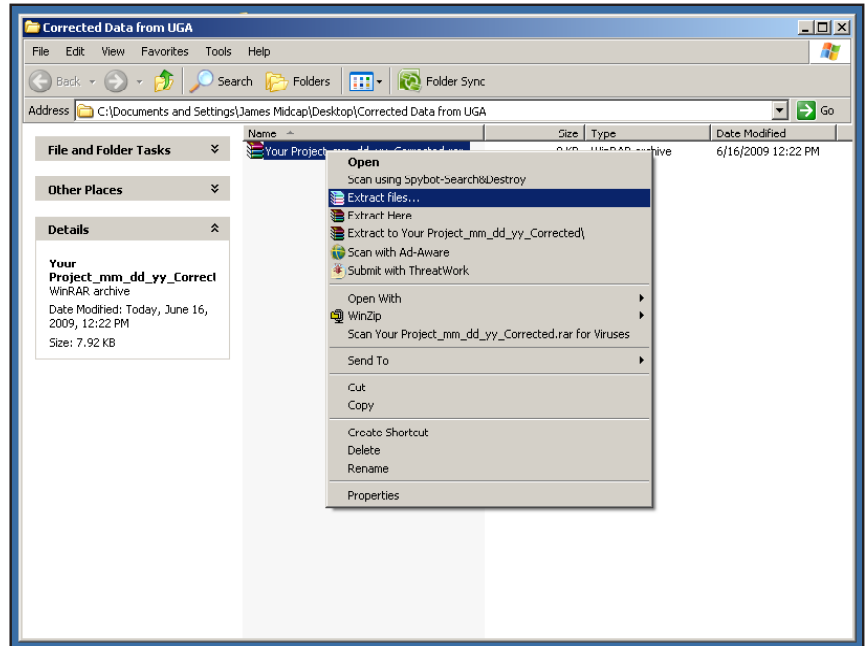 Corrected Data from UGA
File Edit View Favorites Tools Help
Back Search Folders Folder Sync
Address C:\Documents and Settings\James Midcap\Desktop\Corrected Data from UGA Go
Name Size Type Date Modified
Your Project_mm_dd_yy_Corrected.rar 8 KB WinRAR archive 6/16/2009 12:22 PM
File and Folder Tasks
Other Places
Details
Your
Project_mm_dd_yy_Correct
WinRAR archive
Date Modified: Today, June 16,
2009, 12:22 PM
Size: 7.92 KB
Open
Scan using Spybot-Search&Destroy
Extract files...
Extract Here
Extract to Your Project_mm_dd_yy_Corrected\
Scan with Ad-Aware
Submit with ThreatWork
Open With
WinZip
Scan Your Project_mm_dd_yy_Corrected.rar for Viruses
Send To
Cut
Copy
Create Shortcut
Delete
Rename
Properties